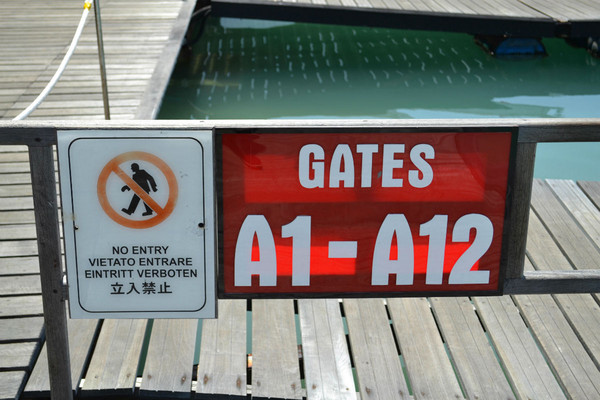 NO ENTRY
VIETATO ENTRARE
EINTRITT VERBOTEN
立入禁止
GATES
A1-A12